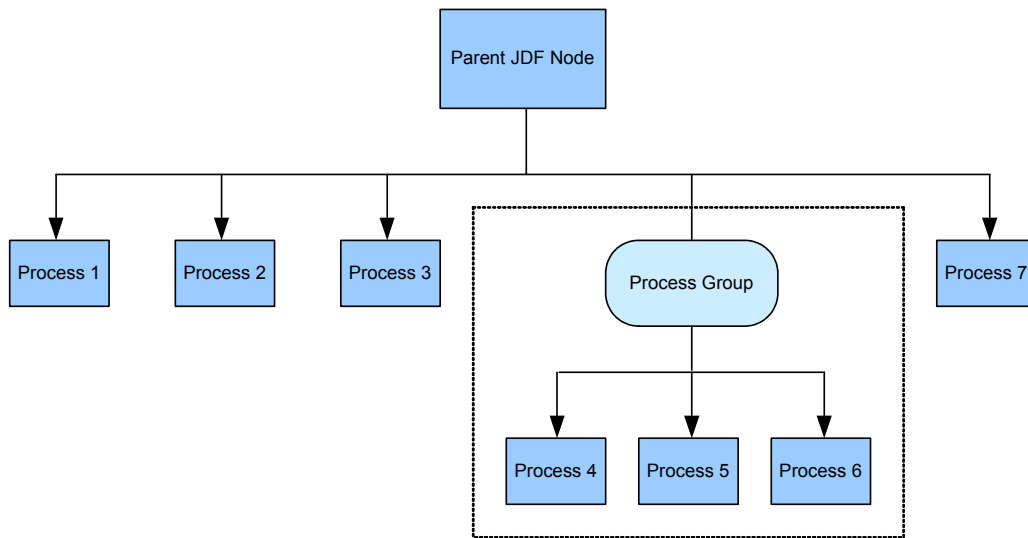 Parent JDF Node
Process 1
Process 2
Process 3
Process Group
Process 7
Process 4
Process 5
Process 6